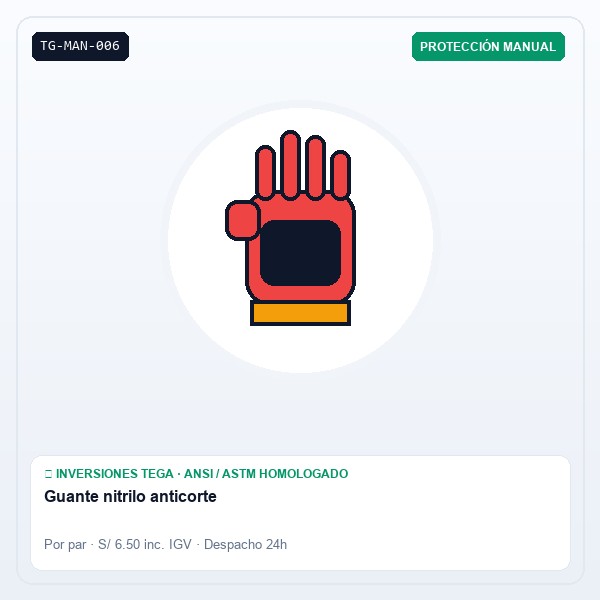 TG-MAN-006
PROTECCIÓN MANUAL
INVERSIONES TEGA · ANSI / ASTM HOMOLOGADO
Guante nitrilo anticorte
Por par · S/ 6.50 inc. IGV · Despacho 24h